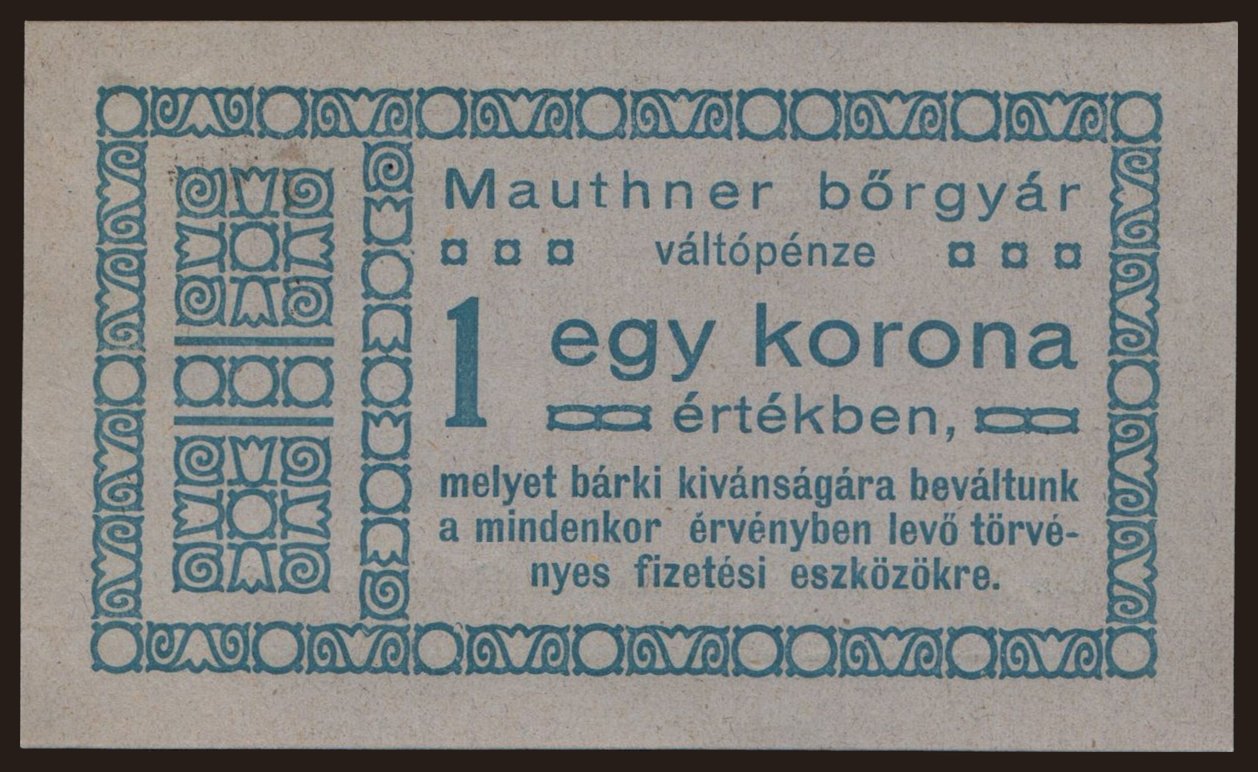 Mauthner bőrgyár
váltópénze
1 egy korona
értékben,
melyet bárki kivánságára beváltunk
a mindenkor érvényben levő törvé-
nyes fizetési eszközökre.